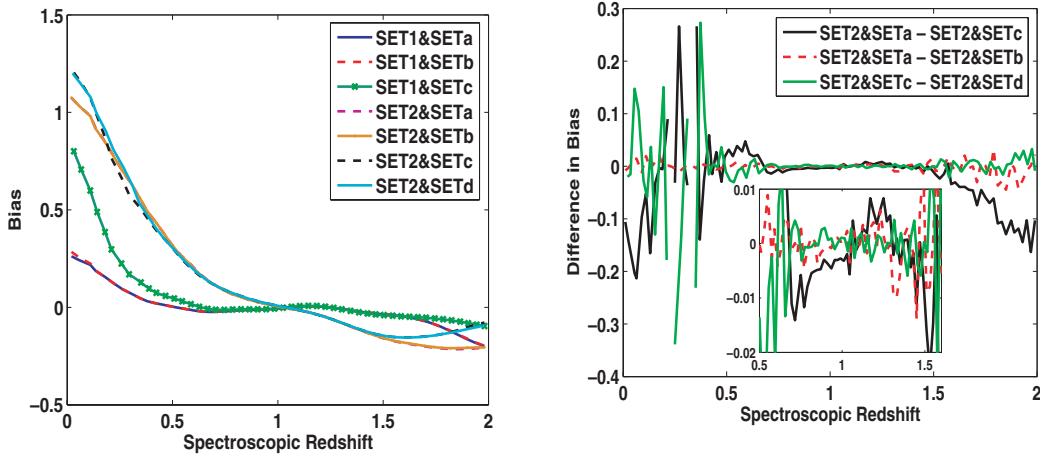 1.5
1
0.5
0
−0.5
Bias
0
0.5
1
1.5
2
Spectroscopic Redshift
SET1&SETa
SET1&SETb
SET1&SETc
SET2&SETa
SET2&SETb
SET2&SETc
SET2&SETd
0.3
0.2
0.1
0
−0.1
−0.2
−0.3
−0.4
Difference in Bias
0
0.5
1
1.5
2
Spectroscopic Redshift
SET2&SETa − SET2&SETc
SET2&SETa − SET2&SETb
SET2&SETc − SET2&SETd
0.01
0
−0.01
−0.02
0.5
1
1.5